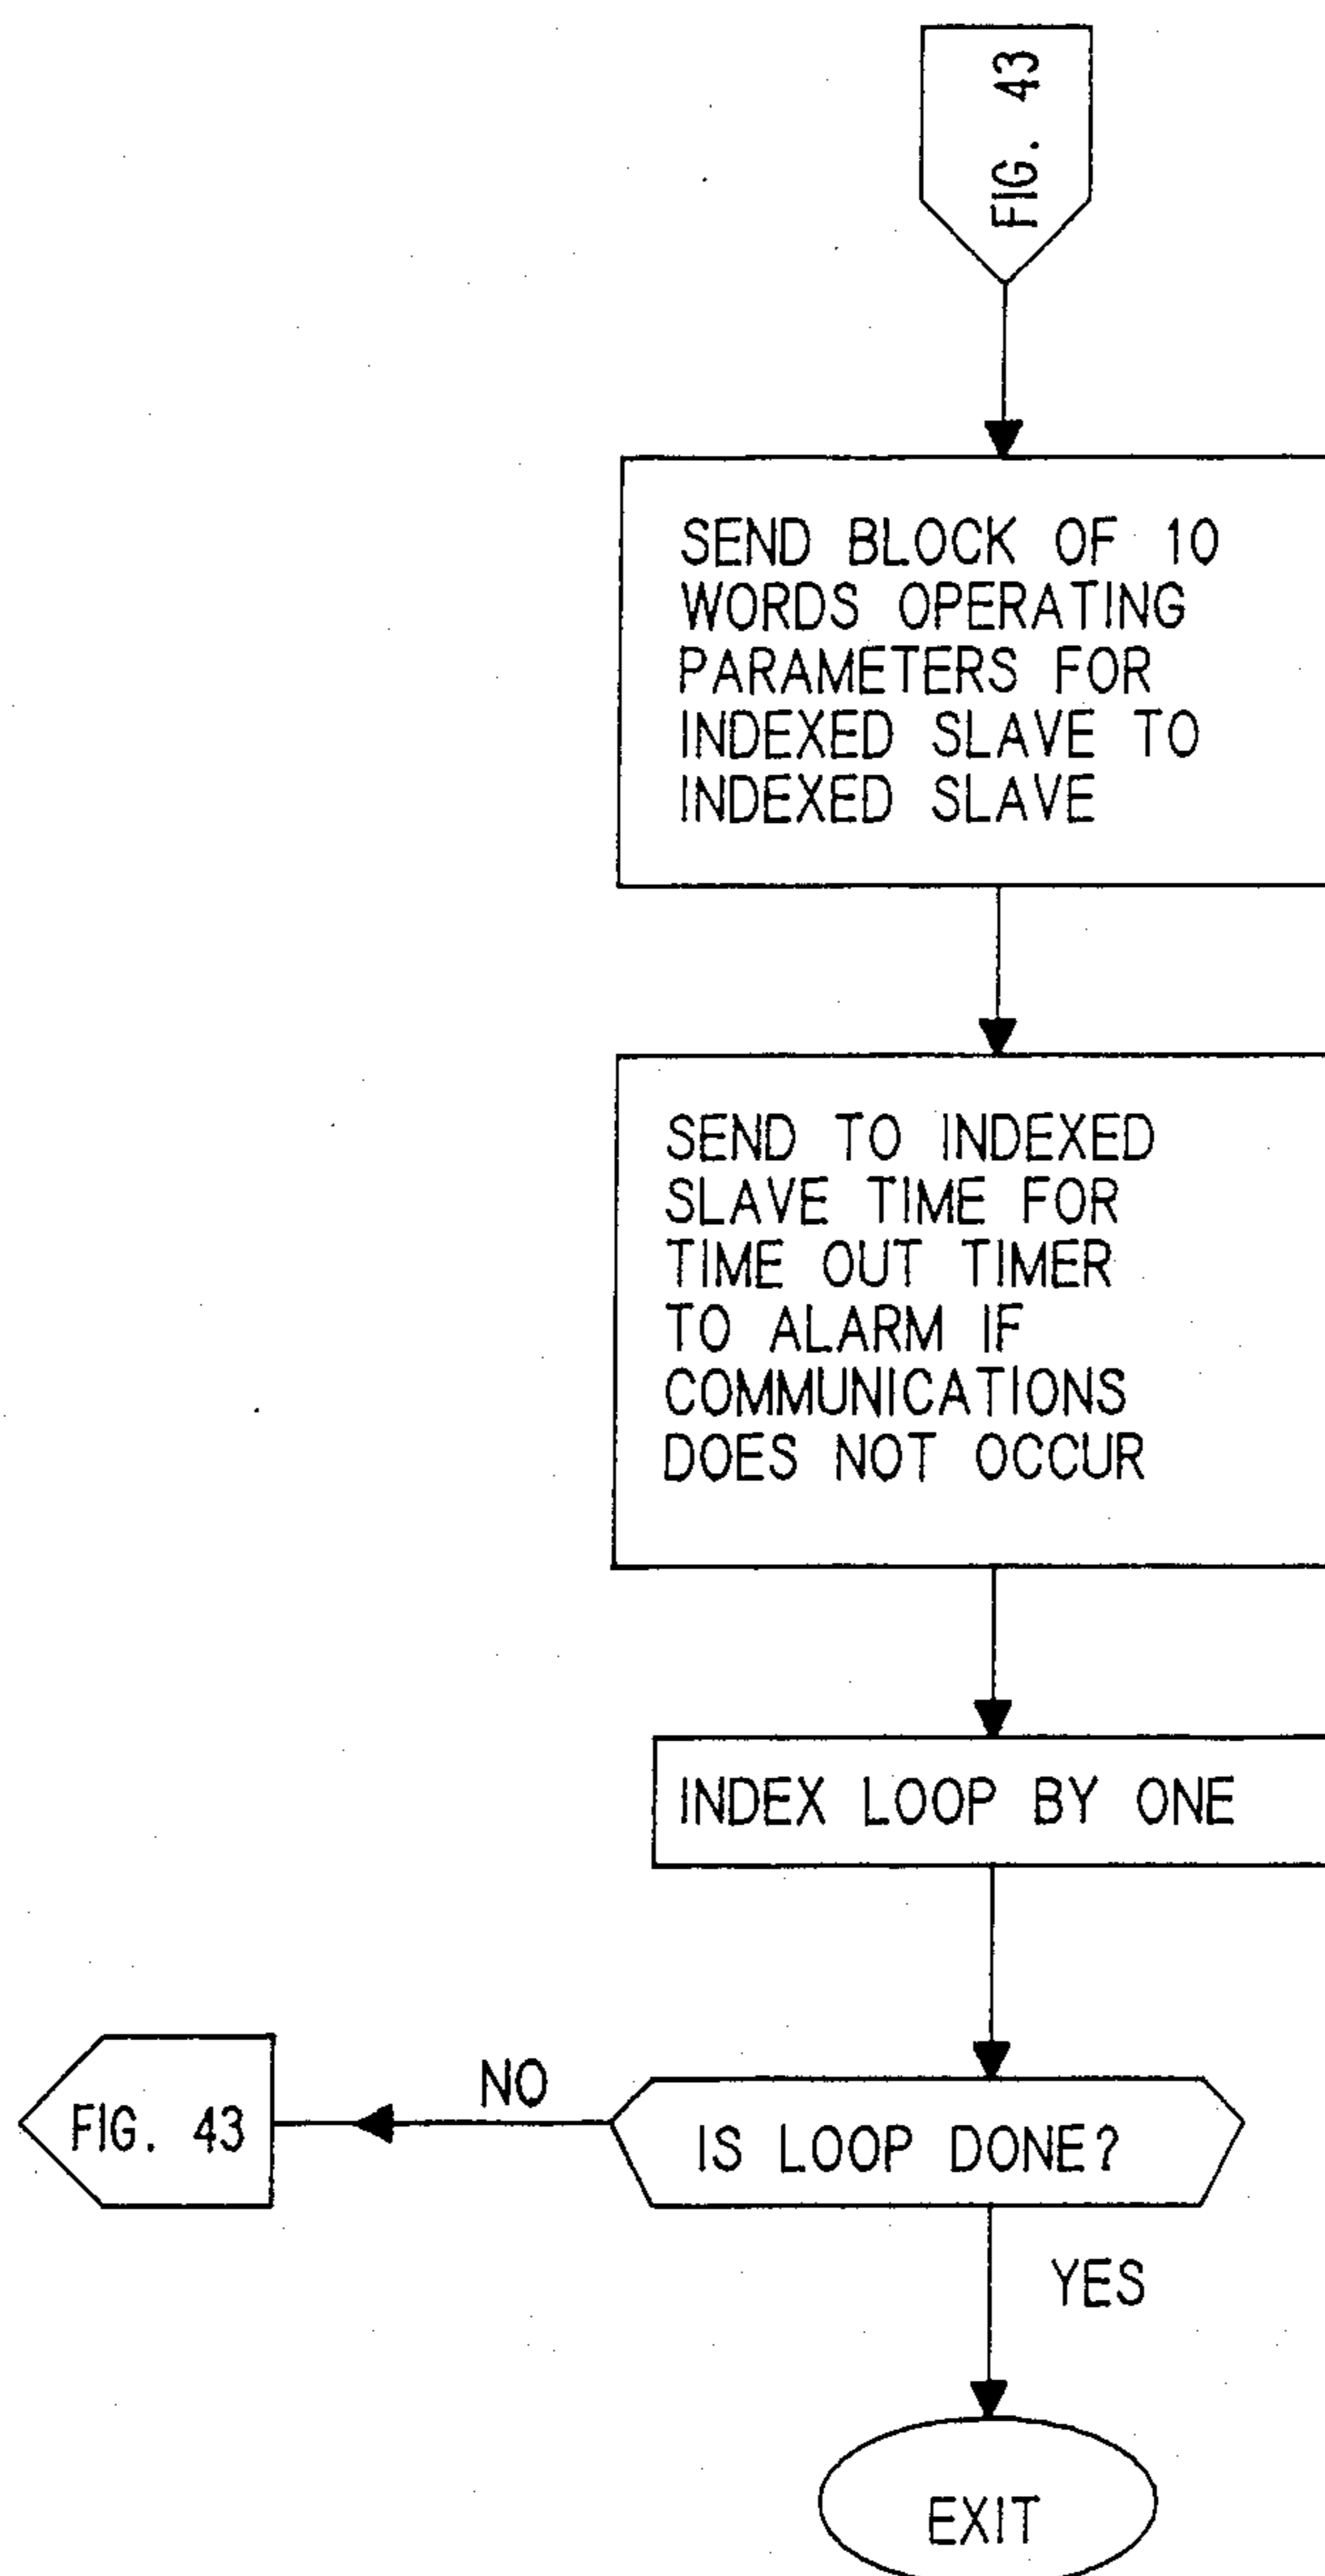 FIG. 43
SEND BLOCK OF 10
WORDS OPERATING
PARAMETERS FOR
INDEXED SLAVE TO
INDEXED SLAVE
SEND TO INDEXED
SLAVE TIME FOR
TIME OUT TIMER
TO ALARM IF
COMMUNICATIONS
DOES NOT OCCUR
INDEX LOOP BY ONE
NO
FIG. 43
IS LOOP DONE?
YES
EXIT